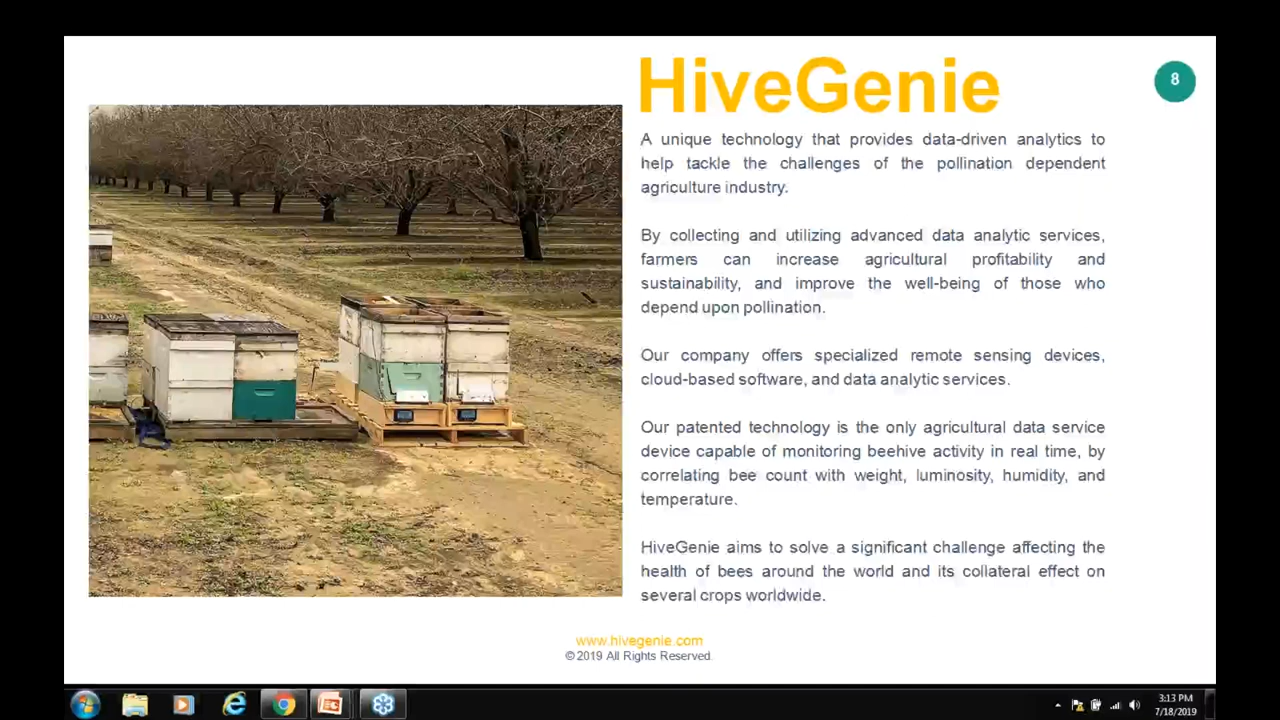 HiveGenie
8
A unique technology that provides data-driven analytics to
help tackle the challenges of the pollination dependent
agriculture industry.
By collecting and utilizing advanced data analytic services,
farmers can increase agricultural profitability and
sustainability, and improve the well-being of those who
depend upon pollination.
Our company offers specialized remote sensing devices,
cloud-based software, and data analytic services.
Our patented technology is the only agricultural data service
device capable of monitoring beehive activity in real time, by
correlating bee count with weight, luminosity, humidity, and
temperature.
HiveGenie aims to solve a significant challenge affecting the
health of bees around the world and its collateral effect on
several crops worldwide.
www.hivegenie.com
©2019 All Rights Reserved.
3:13 PM
7/18/2019